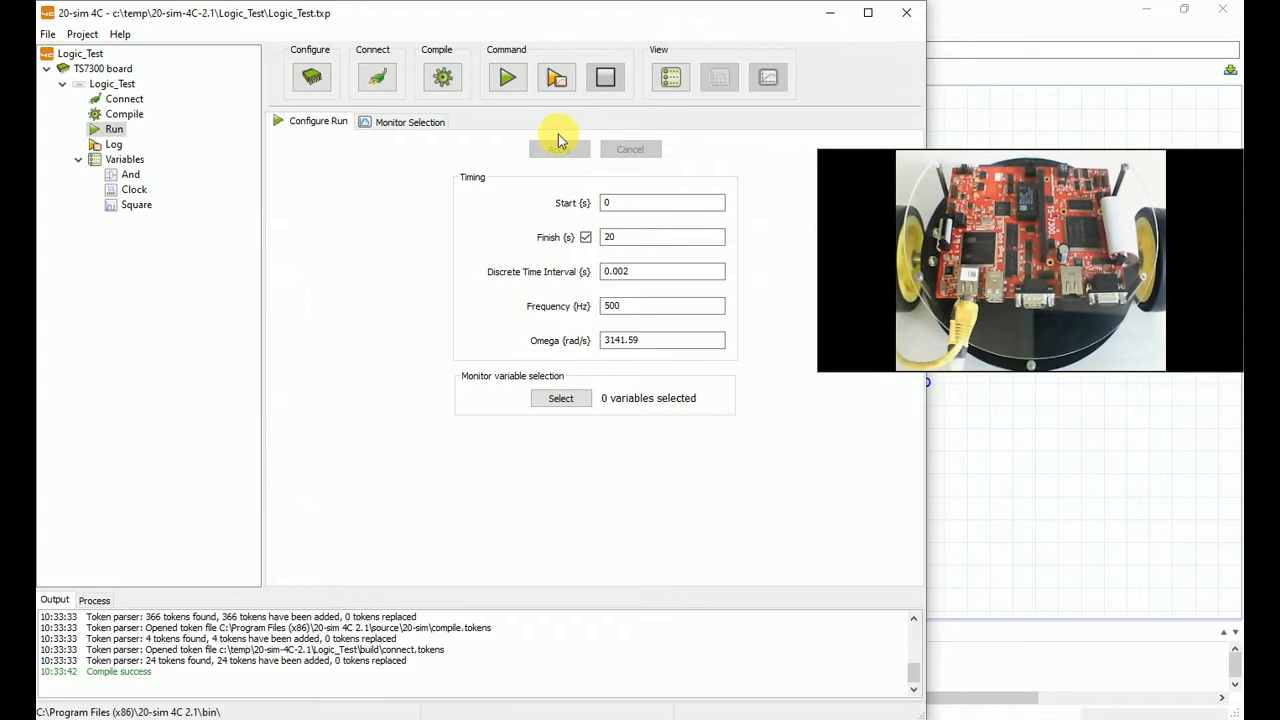 20-sim 4C - c:\temp\20-sim-4C-2.1\Logic_Test\Logic_Test.txp
File Project Help
Logic_Test
TS7300 board
Logic_Test
Connect
Compile
Run
Log
Variables
And
Clock
Square
Configure Connect Compile Command View
Configure Run Monitor Selection
Cancel
Timing
Start {s} 0
Finish {s} 20
Discrete Time Interval {s} 0.002
Frequency {Hz} 500
Omega {rad/s} 3141.59
Monitor variable selection
Select 0 variables selected
TS-7300
Output Process
10:33:33 Token parser: 366 tokens found, 366 tokens have been added, 0 tokens replaced
10:33:33 Token parser: Opened token file C:\Program Files (x86)\20-sim 4C 2.1\source\20-sim\compile.tokens
10:33:33 Token parser: 4 tokens found, 4 tokens have been added, 0 tokens replaced
10:33:33 Token parser: Opened token file c:\temp\20-sim-4C-2.1\Logic_Test\build\connect.tokens
10:33:33 Token parser: 24 tokens found, 24 tokens have been added, 0 tokens replaced
10:33:42 Compile success
C:\Program Files (x86)\20-sim 4C 2.1\bin\